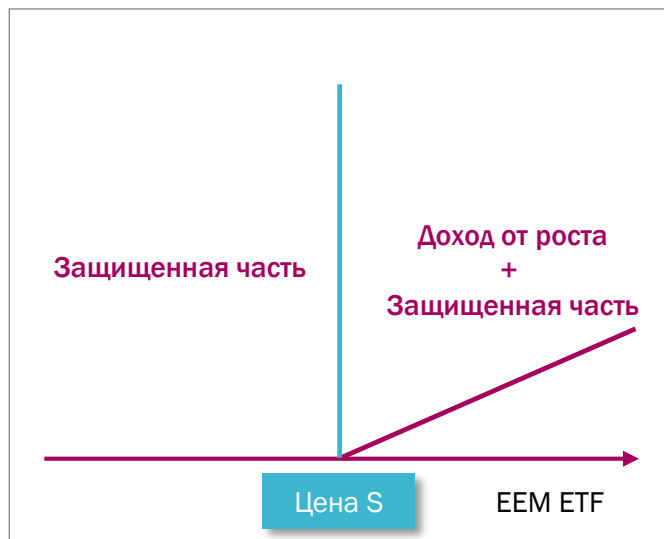 Защищенная часть
Доход от роста
+
Защищенная часть
Цена S
EEM ETF